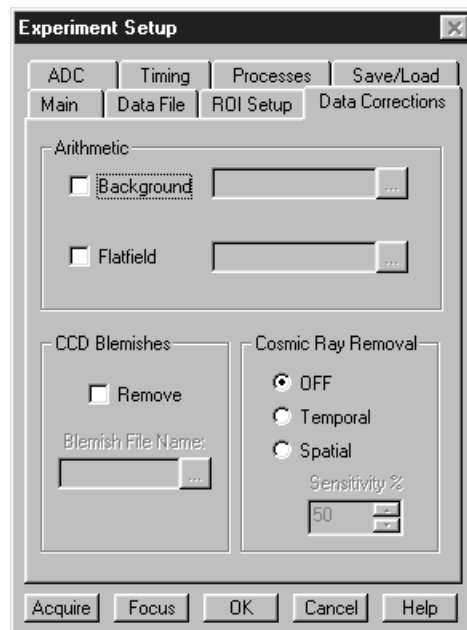 Experiment Setup
ADC Timing Processes Save/Load
Main Data File ROI Setup Data Corrections
Arithmetic
Background ...
Flatfield ...
CCD Blemishes
Remove
Blemish File Name:
...
Cosmic Ray Removal
OFF
Temporal
Spatial
Sensitivity %
50
Acquire Focus OK Cancel Help